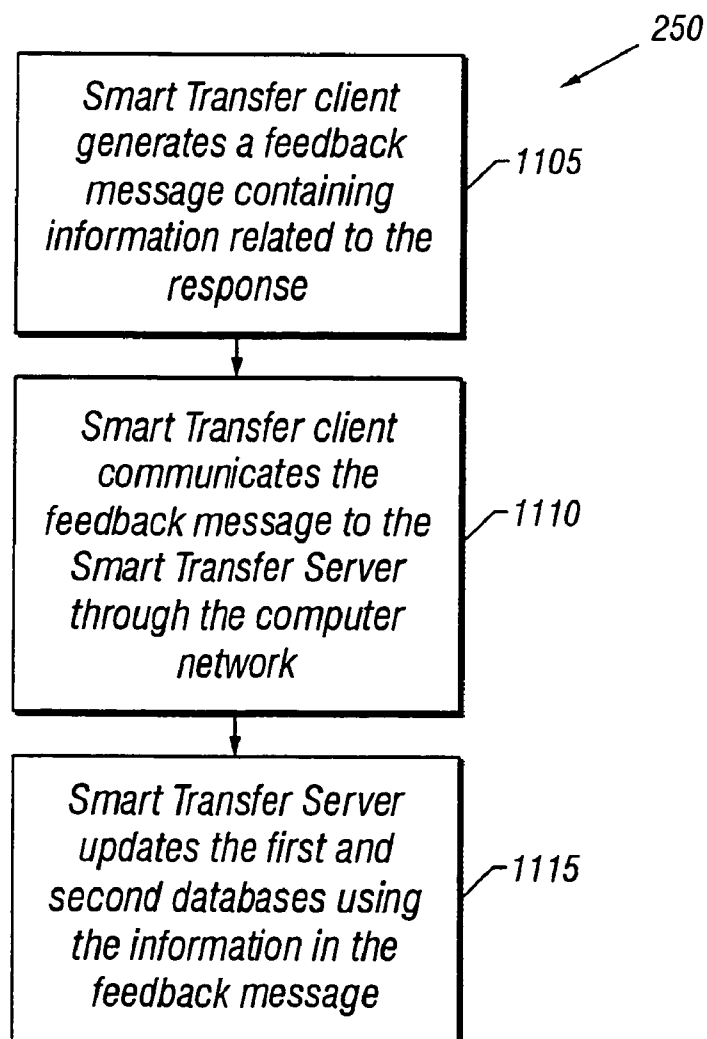 250
Smart Transfer client
generates a feedback
message containing
information related to the
response
1105
Smart Transfer client
communicates the
feedback message to the
Smart Transfer Server
through the computer
network
1110
Smart Transfer Server
updates the first and
second databases using
the information in the
feedback message
1115